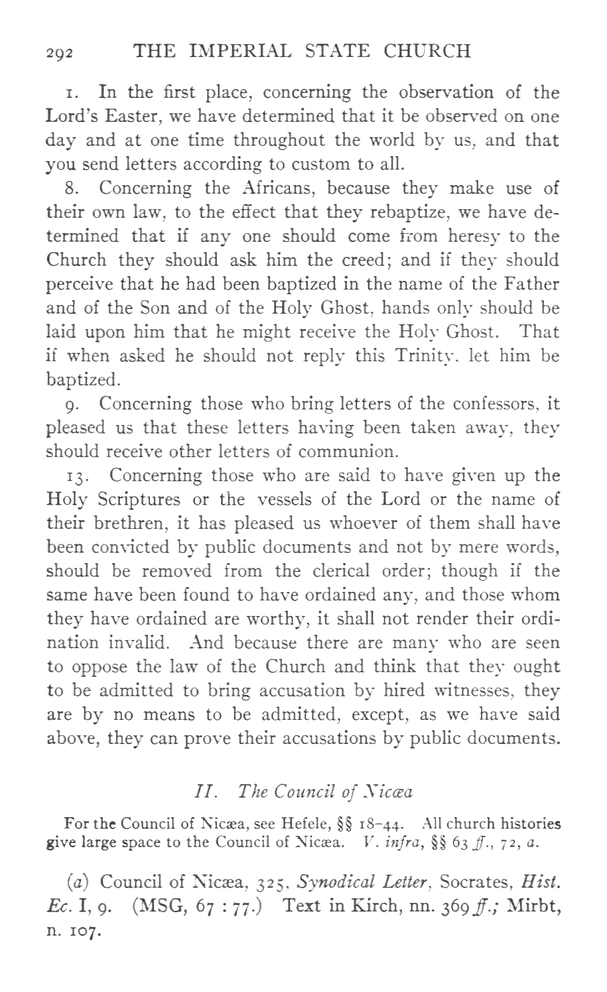 292 THE IMPERIAL STATE CHURCH
1. In the first place, concerning the observation of the
Lord's Easter, we have determined that it be observed on one
day and at one time throughout the world by us, and that
you send letters according to custom to all.
8. Concerning the Africans, because they make use of
their own law, to the effect that they rebaptize, we have de-
termined that if any one should come from heresy to the
Church they should ask him the creed; and if they should
perceive that he had been baptized in the name of the Father
and of the Son and of the Holy Ghost, hands only should be
laid upon him that he might receive the Holy Ghost. That
if when asked he should not reply this Trinity, let him be
baptized.
9. Concerning those who bring letters of the confessors, it
pleased us that these letters having been taken away, they
should receive other letters of communion.
13. Concerning those who are said to have given up the
Holy Scriptures or the vessels of the Lord or the name of
their brethren, it has pleased us whoever of them shall have
been convicted by public documents and not by mere words,
should be removed from the clerical order; though if the
same have been found to have ordained any, and those whom
they have ordained are worthy, it shall not render their ordi-
nation invalid. And because there are many who are seen
to oppose the law of the Church and think that they ought
to be admitted to bring accusation by hired witnesses, they
are by no means to be admitted, except, as we have said
above, they can prove their accusations by public documents.
II. The Council of Nicæa
For the Council of Nicæa, see Hefele, §§ 18–44. All church histories
give large space to the Council of Nicæa. V. infra, §§ 63 ff., 72, a.
(a) Council of Nicæa, 325, Synodical Letter, Socrates, Hist.
Ec. I, 9. (MSG, 67 : 77.) Text in Kirch, nn. 369 ff.; Mirbt,
n. 107.